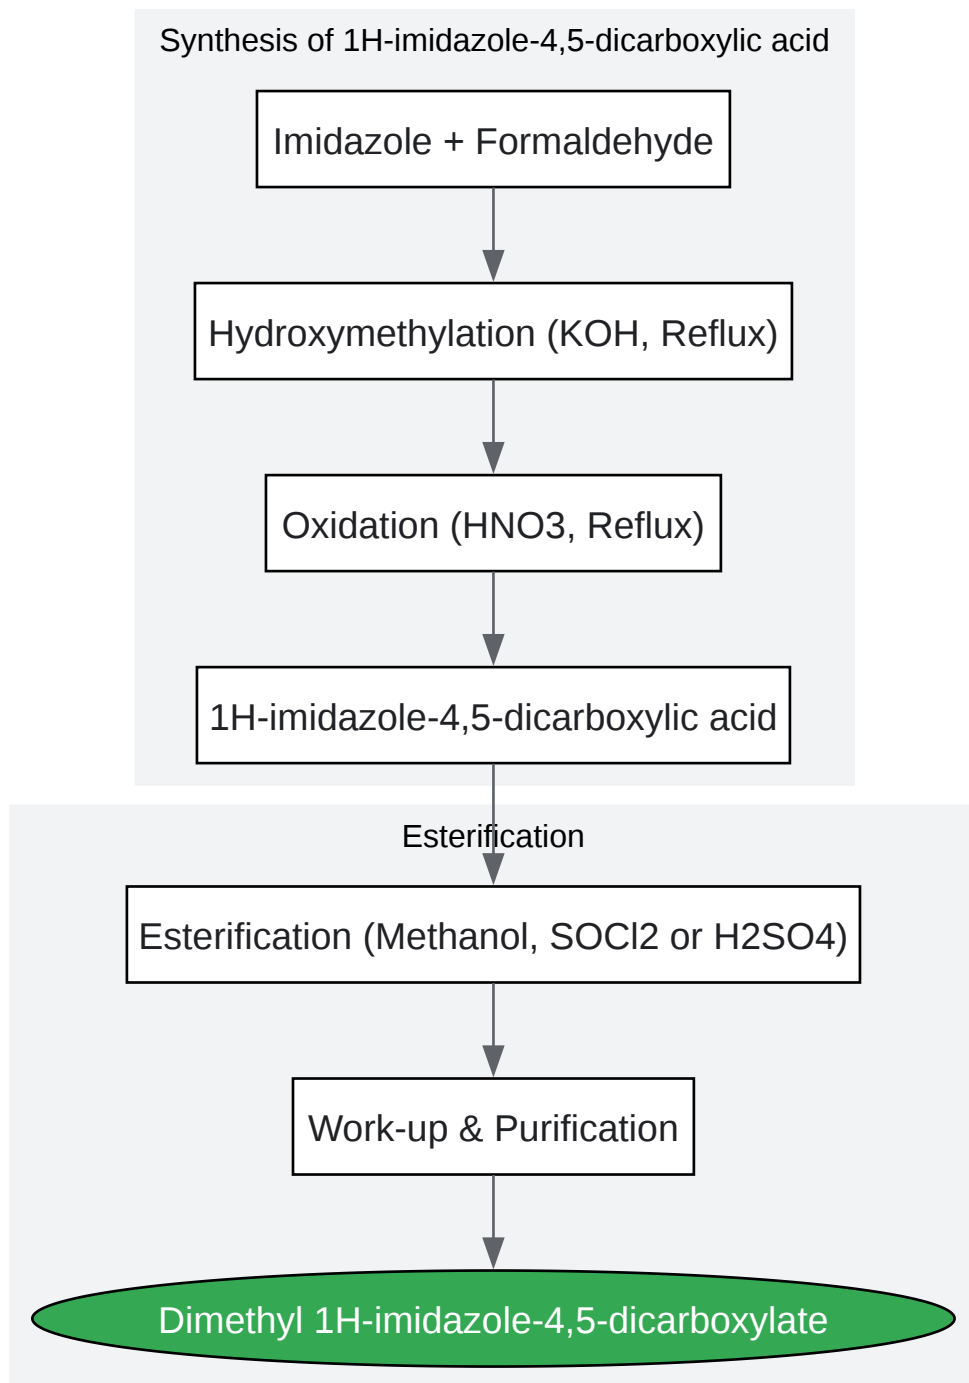 Synthesis of 1H-imidazole-4,5-dicarboxylic acid
Imidazole + Formaldehyde
Hydroxymethylation (KOH, Reflux)
Oxidation (HNO3, Reflux)
1H-imidazole-4,5-dicarboxylic acid
Esterification
Esterification (Methanol, SOCl2 or H2SO4)
Work-up & Purification
Dimethyl 1H-imidazole-4,5-dicarboxylate